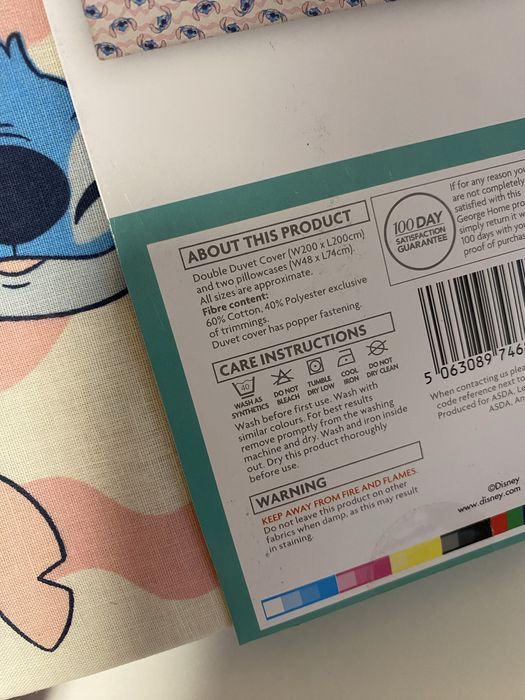 ABOUT THIS PRODUCT
Double Duvet Cover (W200 x L200cm)
and two pillowcases (W48 x L74cm).
All sizes are approximate.
Fibre content:
60% Cotton, 40% Polyester exclusive
of trimmings.
Duvet cover has popper fastening.
CARE INSTRUCTIONS
40
WASH AS
SYNTHETICS
DO NOT
BLEACH
TUMBLE
DRY LOW
COOL
IRON
DO NOT
DRY CLEAN
Wash before first use. Wash with
similar colours. For best results
remove promptly from the washing
machine and dry. Wash and iron inside
out. Dry this product thoroughly
before use.
WARNING
KEEP AWAY FROM FIRE AND FLAMES.
Do not leave this product on other
fabrics when damp, as this may result
in staining.
100 DAY
SATISFACTION
GUARANTEE
If for any reason you
are not completely
satisfied with this
George Home pro
simply return it w
100 days with you
proof of purchas
5 063089 746
When contacting us plea
code reference next to
Produced for ASDA, Le
ASDA, An
©Disney
www.disney.com